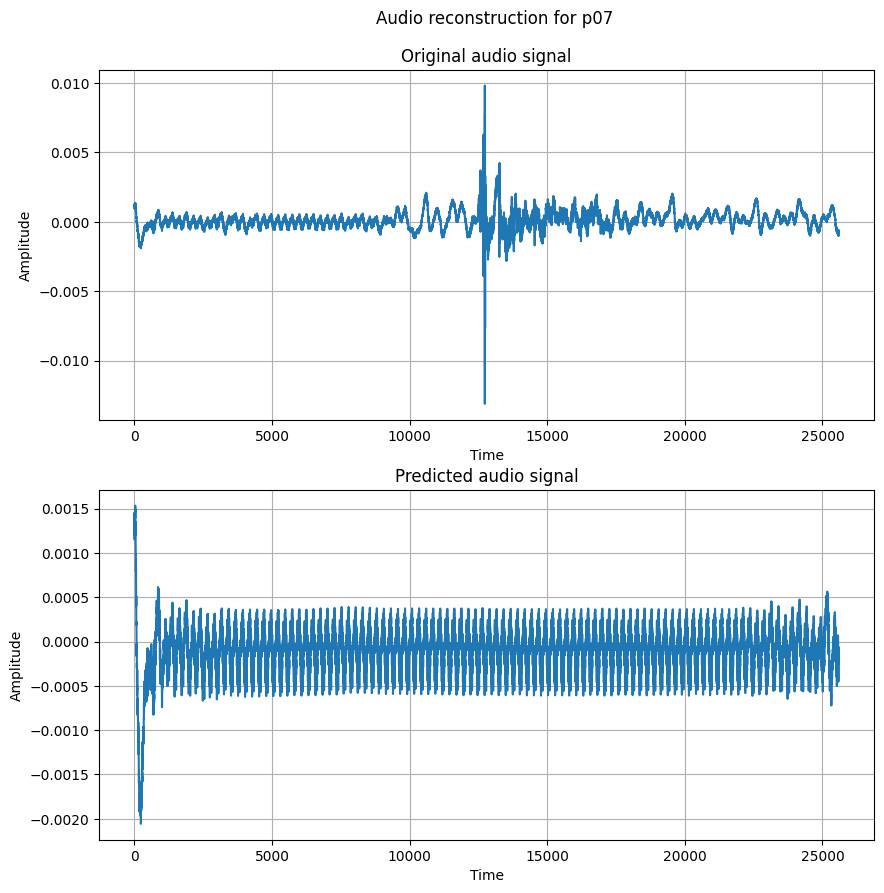 Audio reconstruction for p07
Original audio signal
0.010
0.005
0.000
−0.005
−0.010
Amplitude
0 5000 10000 15000 20000 25000
Time
Predicted audio signal
0.0015
0.0010
0.0005
0.0000
−0.0005
−0.0010
−0.0015
−0.0020
Amplitude
0 5000 10000 15000 20000 25000
Time